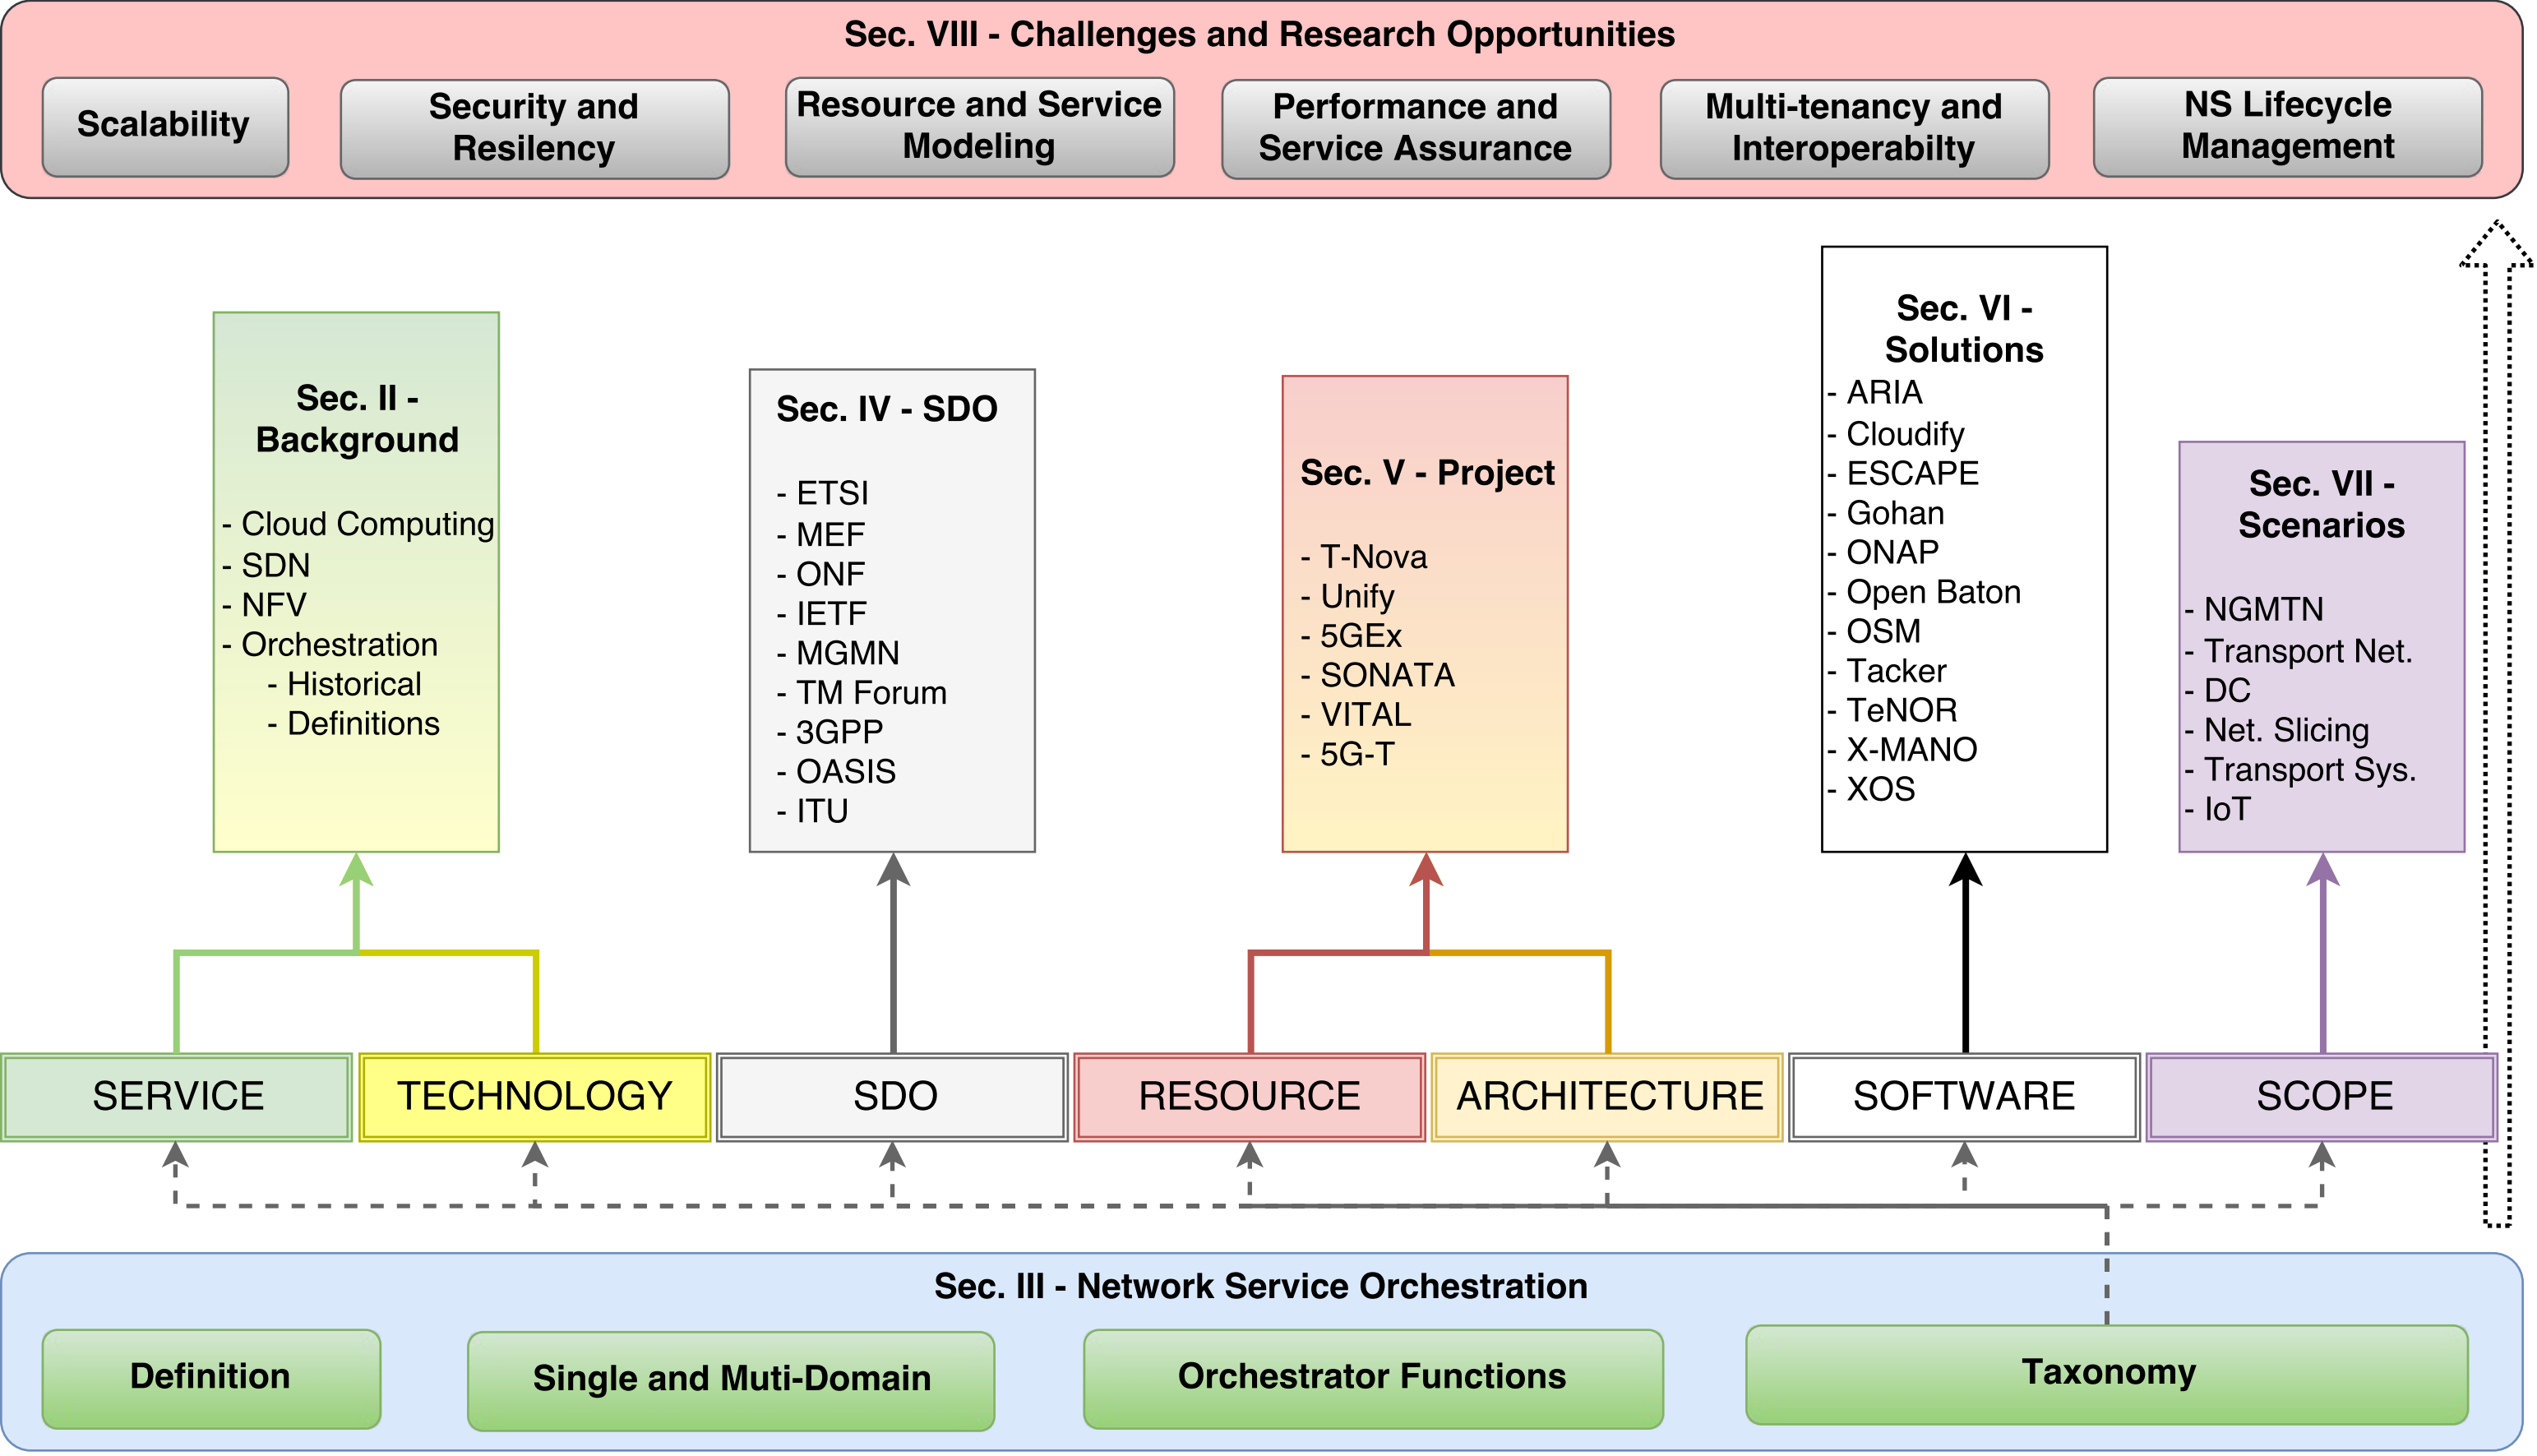 Sec. VIII - Challenges and Research Opportunities
Scalability
Security and
Resilency
Resource and Service
Modeling
Performance and
Service Assurance
Multi-tenancy and
Interoperabilty
NS Lifecycle
Management
Sec. II -
Background
- Cloud Computing
- SDN
- NFV
- Orchestration
- Historical
- Definitions
Sec. IV - SDO
- ETSI
- MEF
- ONF
- IETF
- MGMN
- TM Forum
- 3GPP
- OASIS
- ITU
Sec. V - Project
- T-Nova
- Unify
- 5GEx
- SONATA
- VITAL
- 5G-T
Sec. VI -
Solutions
- ARIA
- Cloudify
- ESCAPE
- Gohan
- ONAP
- Open Baton
- OSM
- Tacker
- TeNOR
- X-MANO
- XOS
Sec. VII -
Scenarios
- NGMTN
- Transport Net.
- DC
- Net. Slicing
- Transport Sys.
- IoT
SERVICE
TECHNOLOGY
SDO
RESOURCE
ARCHITECTURE
SOFTWARE
SCOPE
Sec. III - Network Service Orchestration
Definition
Single and Muti-Domain
Orchestrator Functions
Taxonomy